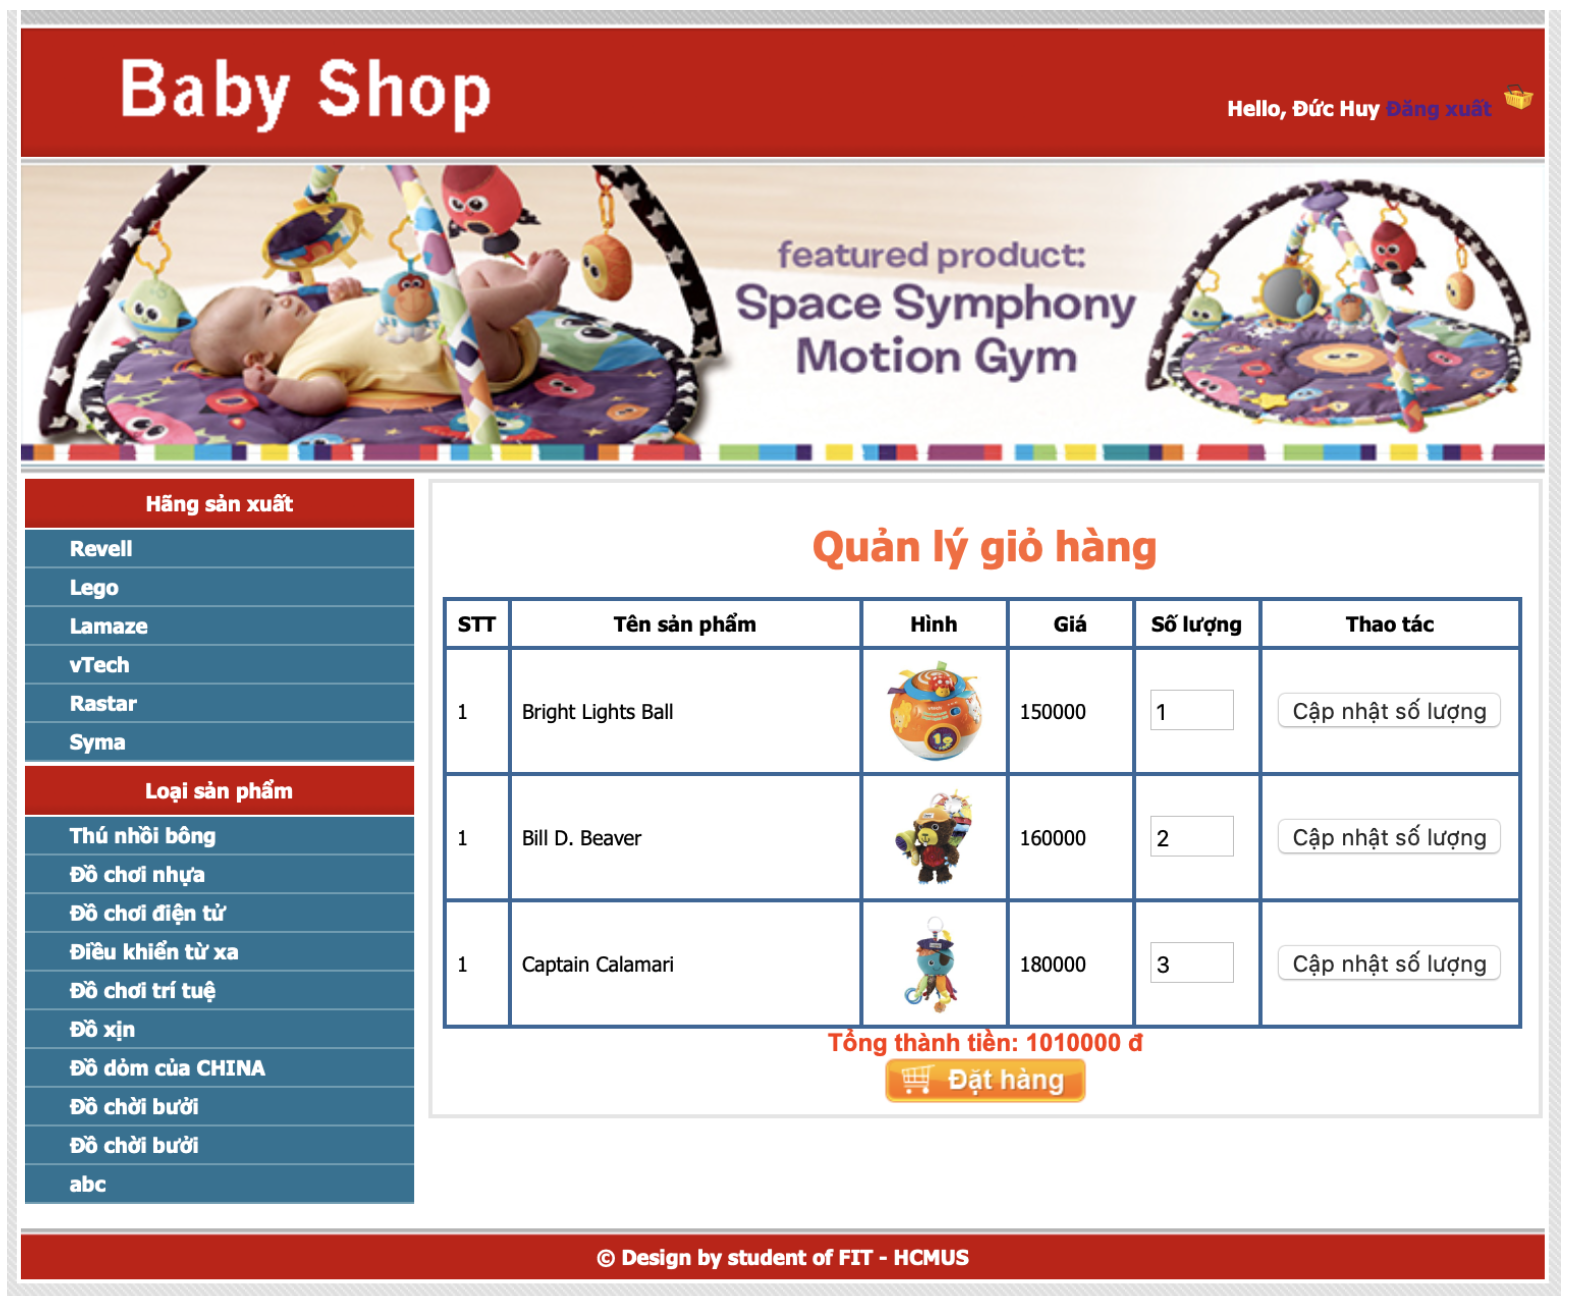 Baby Shop
Hello, Đức Huy Đăng xuất
featured product:
Space Symphony
Motion Gym
Hãng sản xuất
Revell
Lego
Lamaze
vTech
Rastar
Syma
Loại sản phẩm
Thú nhồi bông
Đồ chơi nhựa
Đồ chơi điện tử
Điều khiển từ xa
Đồ chơi trí tuệ
Đồ xịn
Đồ dỏm của CHINA
Đồ chời bưởi
Đồ chời bưởi
abc
Quản lý giỏ hàng
STT Tên sản phẩm Hình Giá Số lượng Thao tác
1 Bright Lights Ball 150000 1 Cập nhật số lượng
1 Bill D. Beaver 160000 2 Cập nhật số lượng
1 Captain Calamari 180000 3 Cập nhật số lượng
Tổng thành tiền: 1010000 đ
Đặt hàng
© Design by student of FIT - HCMUS